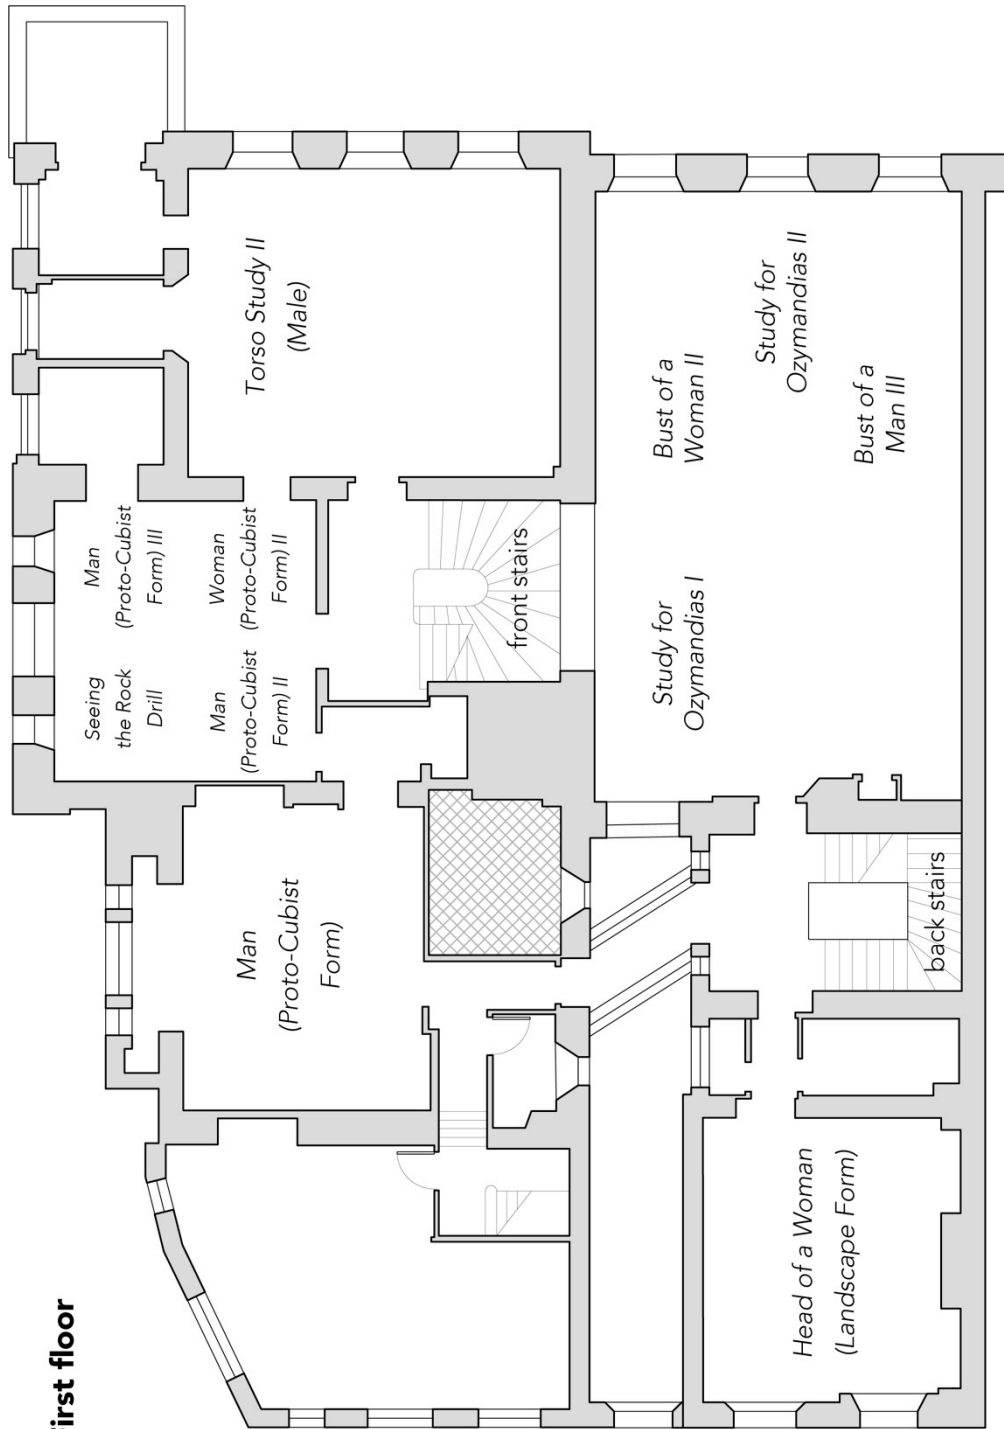 First floor
Seeing
the Rock
Drill
Man
(Proto-Cubist
Form) III
Man
(Proto-Cubist
Form) II
Woman
(Proto-Cubist
Form) II
Torso Study II
(Male)
Man
(Proto-Cubist
Form)
front stairs
Study for
Ozymandias I
Bust of a
Woman II
Study for
Ozymandias II
Bust of a
Man III
back stairs
Head of a Woman
(Landscape Form)